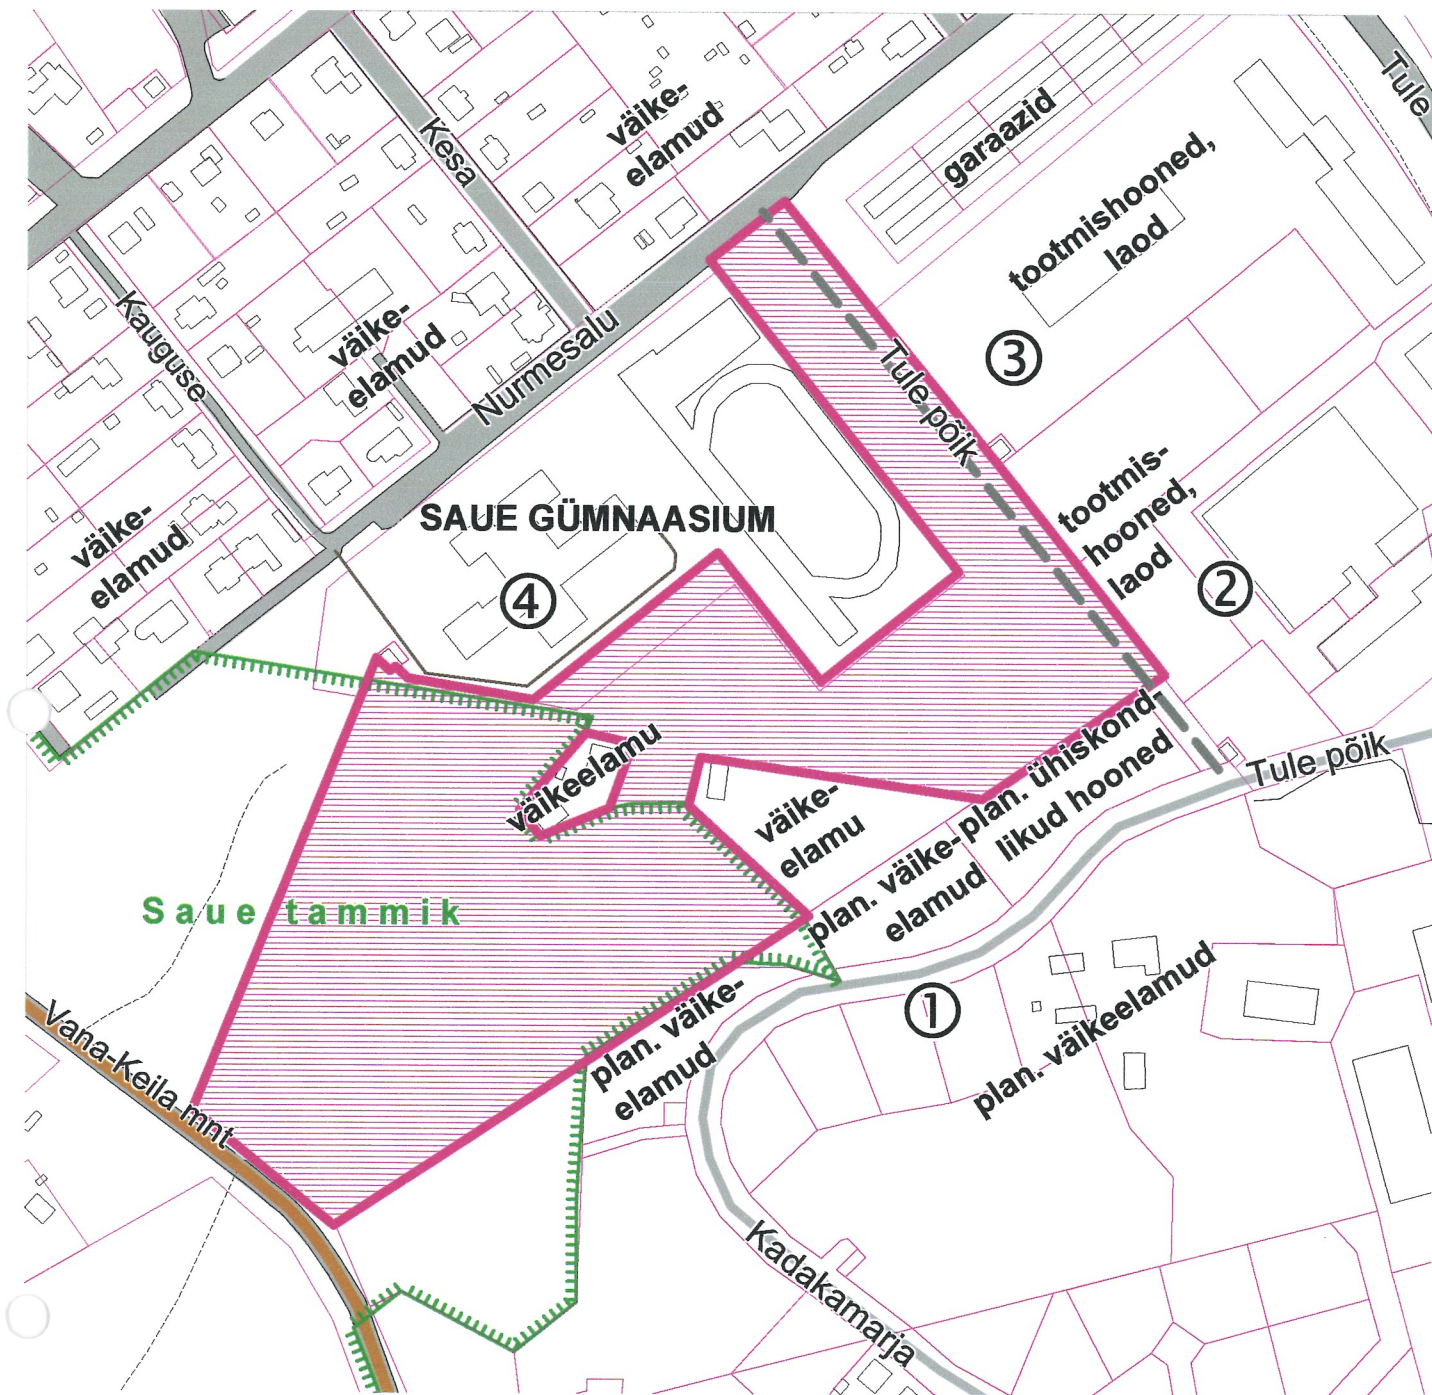 Tule
väike-
elamud
Kesa
garaazid
tootmishooned,
laod
Kauguse
väike-
elamud
Nurmesalu
Tule põik
③
väike-
elamud
SAUE GÜMNAASIUM
④
tootmis-
hooned,
laod
②
väikeelamu
väike-
elamu
plan. ühiskond-
likud hooned
Tule põik
plan. väike-
elamud
Saue tammik
①
plan. väikeelamud
plan. väike-
elamud
Vana-Keila mnt
Kadakamarja